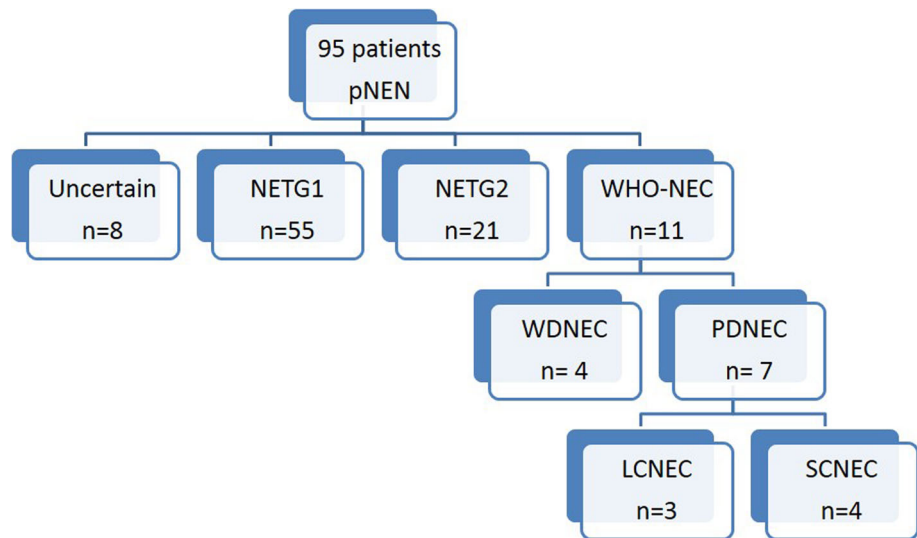 95 patients
pNEN
Uncertain
n=8
NETG1
n=55
NETG2
n=21
WHO-NEC
n=11
WDNEC
n= 4
PDNEC
n= 7
LCNEC
n=3
SCNEC
n=4